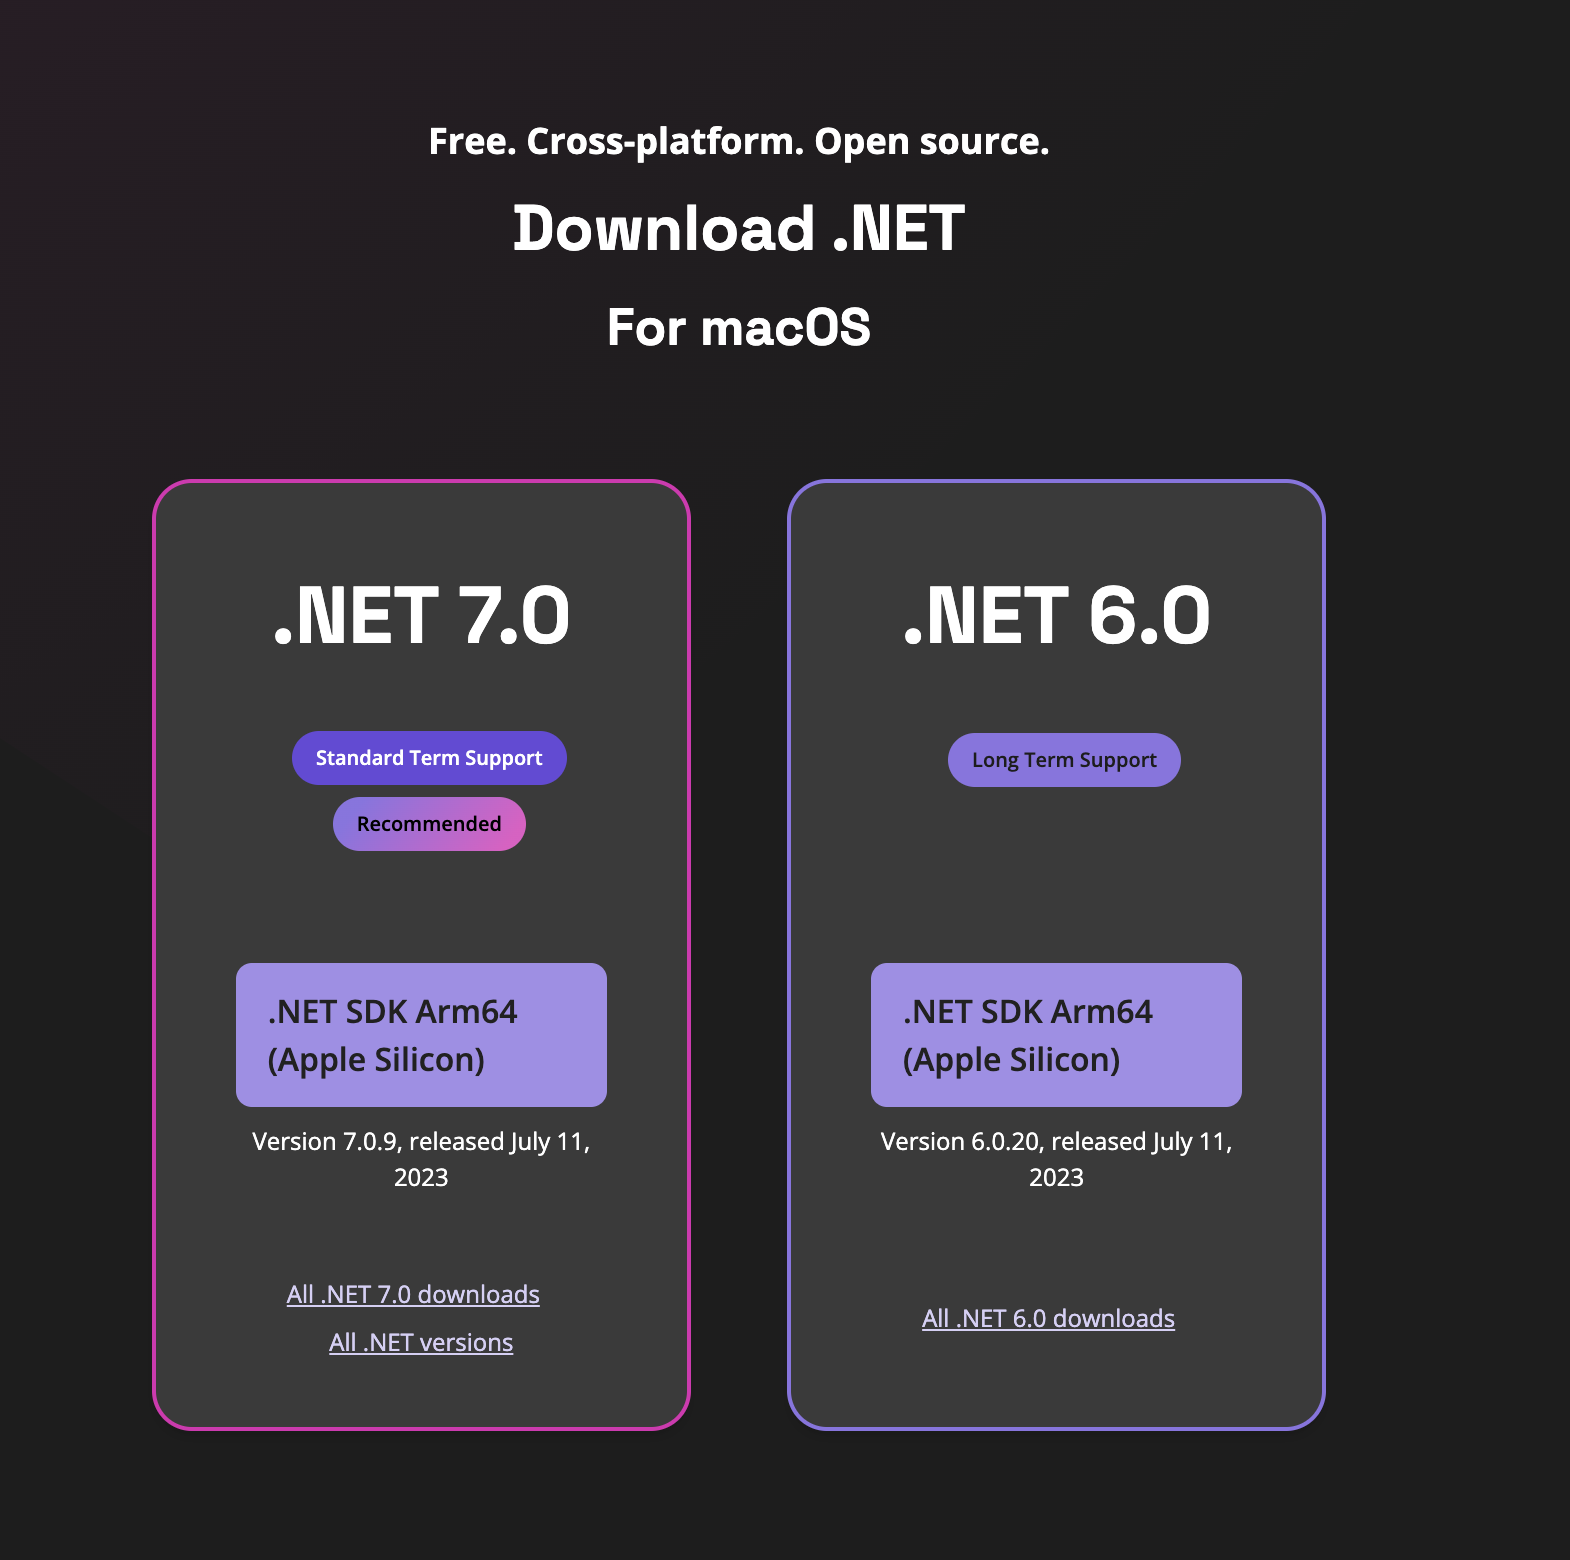 Free. Cross-platform. Open source.
Download .NET
For macOS
.NET 7.0
Standard Term Support
Recommended
.NET SDK Arm64
(Apple Silicon)
Version 7.0.9, released July 11,
2023
All .NET 7.0 downloads
All .NET versions
.NET 6.0
Long Term Support
.NET SDK Arm64
(Apple Silicon)
Version 6.0.20, released July 11,
2023
All .NET 6.0 downloads